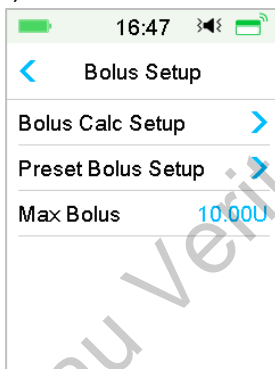 16:47
Bolus Setup
Bolus Calc Setup
Preset Bolus Setup
Max Bolus 10.00U